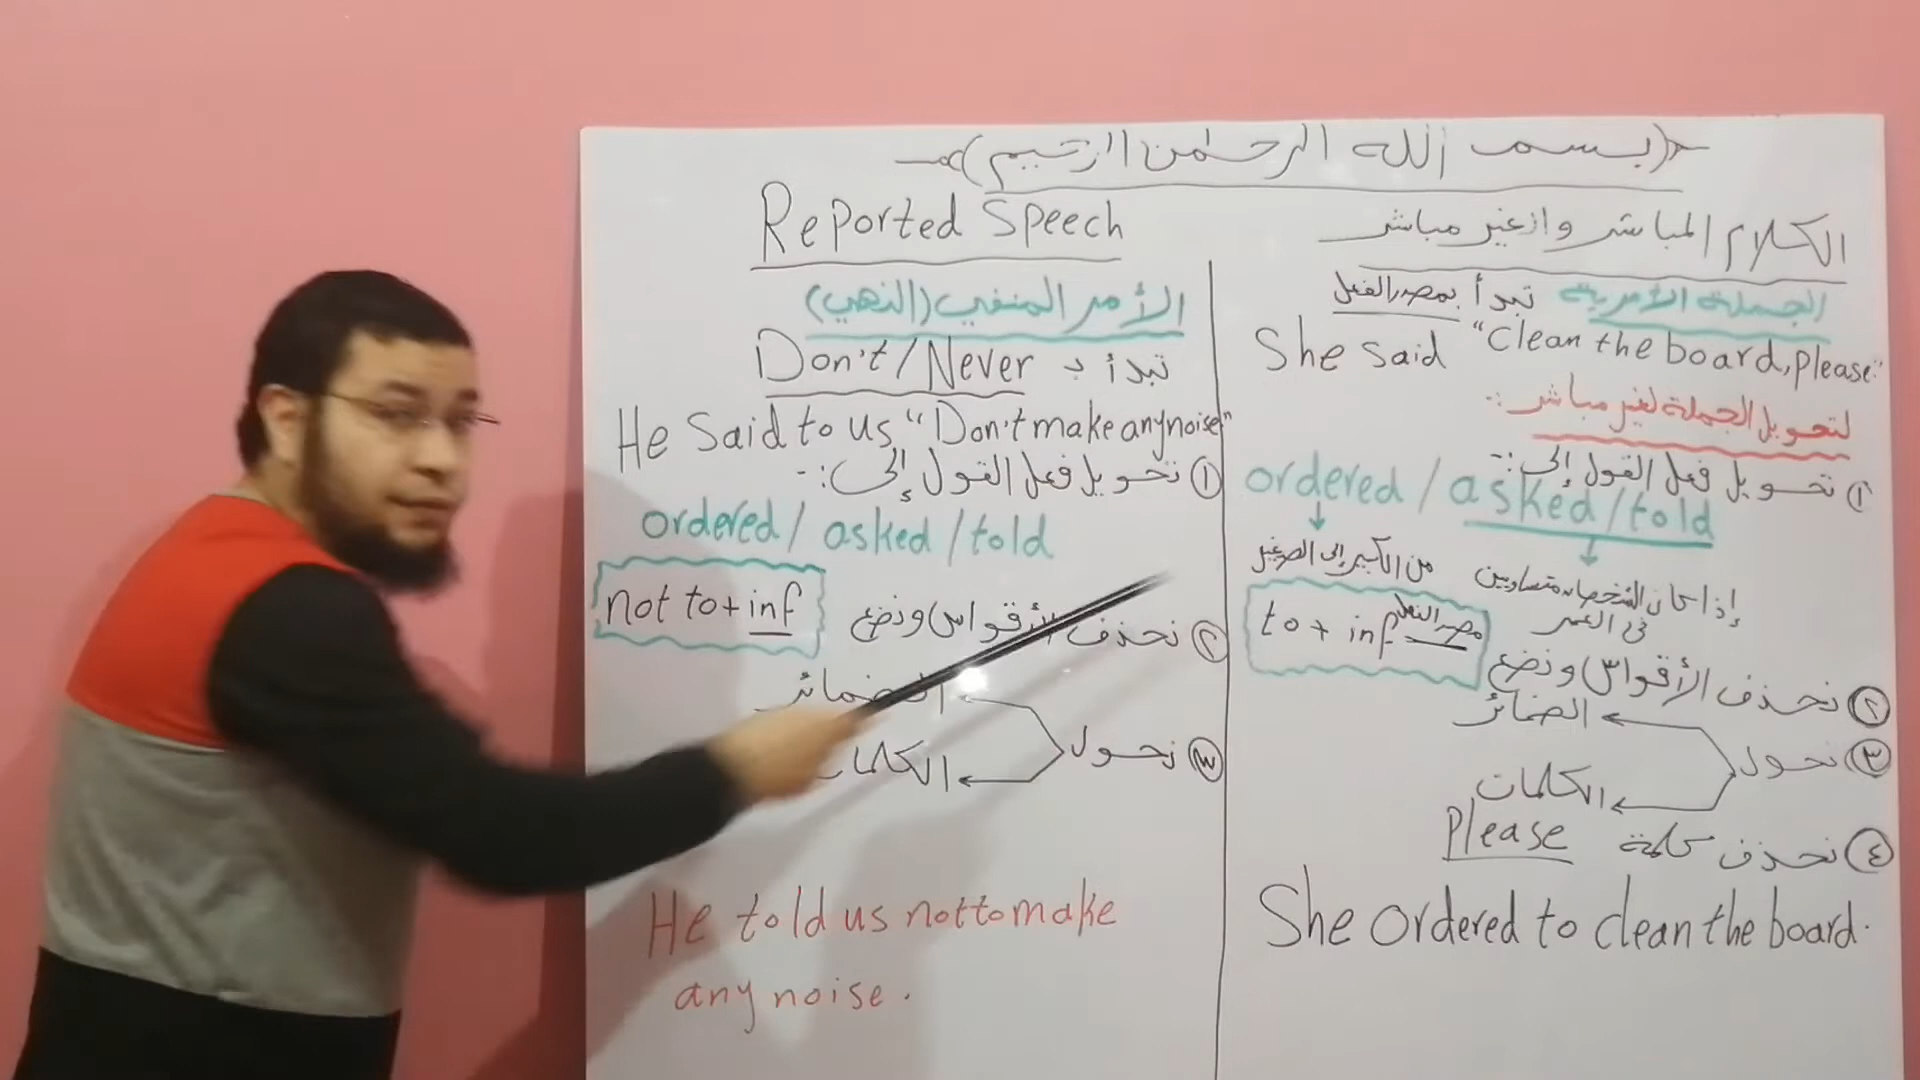 بسم الله الرحمن الرحيم
Reported Speech
الكلام المباشر والغير مباشر
الجملة الأمرية تبدأ بمصدر الفعل
She said "Clean the board, please."
لتحويل الجملة لغير مباشر :-
١ تحويل فعل القول إلى :-
ordered / asked / told
من الكبير إلى الصغير
إذا كان الشخصان متساويين
فى العمر
to + inf مصدر الفعل
٢ نحذف الأقواس ونضع
٣ نحول
الضمائر
الكلمات
٤ نحذف كلمة Please
She ordered to clean the board.
الأمر المنفي (النهي)
تبدأ بـ Don't / Never
He said to us "Don't make any noise"
١ تحويل فعل القول إلى :-
ordered / asked / told
٢ نحذف الأقواس ونضع
not to + inf
٣ نحول
الضمائر
الكلمات
He told us not to make
any noise.